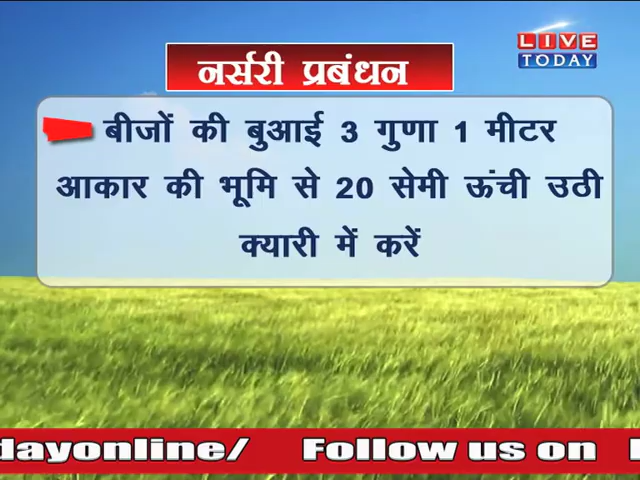 LIVE
TODAY
नर्सरी प्रबंधन
बीजों की बुआई 3 गुणा 1 मीटर
आकार की भूमि से 20 सेमी ऊंची उठी
क्यारी में करें
dayonline/ Follow us on